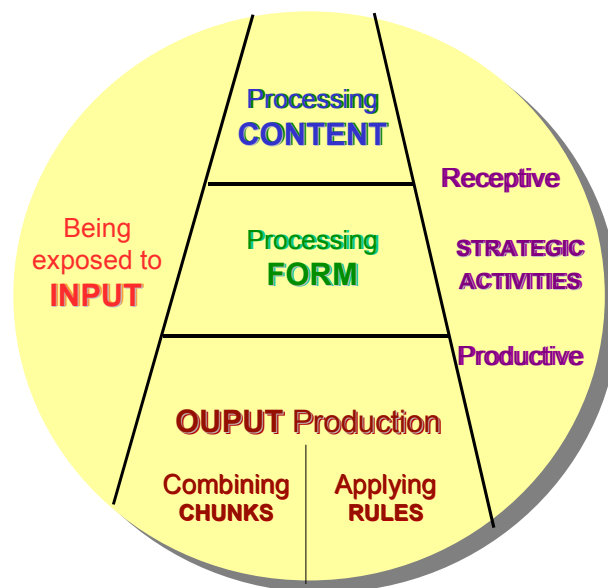 Being
exposed to
INPUT
Processing
CONTENT
Processing
FORM
OUPUT Production
Combining
CHUNKS
Applying
RULES
Receptive
STRATEGIC
ACTIVITIES
Productive